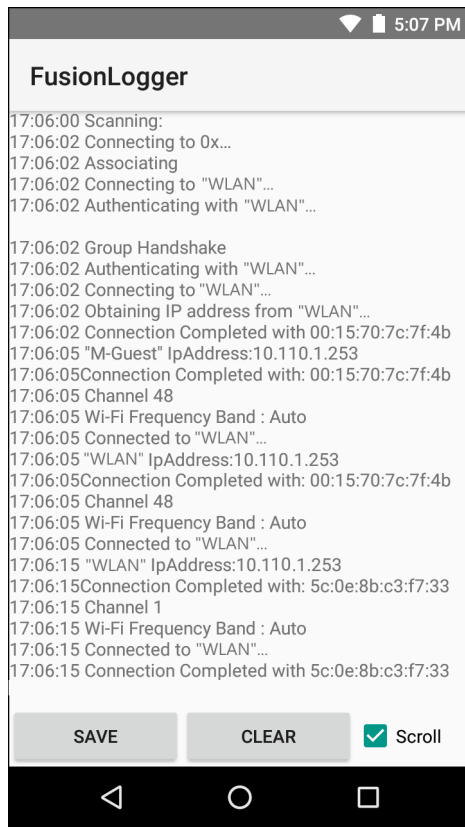 5:07 PM
FusionLogger
17:06:00 Scanning:
17:06:02 Connecting to 0x...
17:06:02 Associating
17:06:02 Connecting to "WLAN"...
17:06:02 Authenticating with "WLAN"...
17:06:02 Group Handshake
17:06:02 Authenticating with "WLAN"...
17:06:02 Connecting to"WLAN"...
17:06:02 Obtaining IP address from "WLAN"...
17:06:02 Connection Completed with 00:15:70:7c:7f:4b
17:06:05 "M-Guest" IpAddress:10.110.1.253
17:06:05Connection Completed with: 00:15:70:7c:7f:4b
17:06:05 Channel 48
17:06:05 Wi-Fi Frequency Band : Auto
17:06:05 Connected to "WLAN"...
17:06:05 "WLAN" IpAddress:10.110.1.253
17:06:05Connection Completed with: 00:15:70:7c:7f:4b
17:06:05 Channel 48
17:06:05 Wi-Fi Frequency Band : Auto
17:06:05 Connected to "WLAN"...
17:06:15 "WLAN" IpAddress:10.110.1.253
17:06:15Connection Completed with: 5c:0e:8b:c3:f7:33
17:06:15 Channel 1
17:06:15 Wi-Fi Frequency Band : Auto
17:06:15 Connected to "WLAN"...
17:06:15 Connection Completed with 5c:0e:8b:c3:f7:33
SAVE CLEAR Scroll